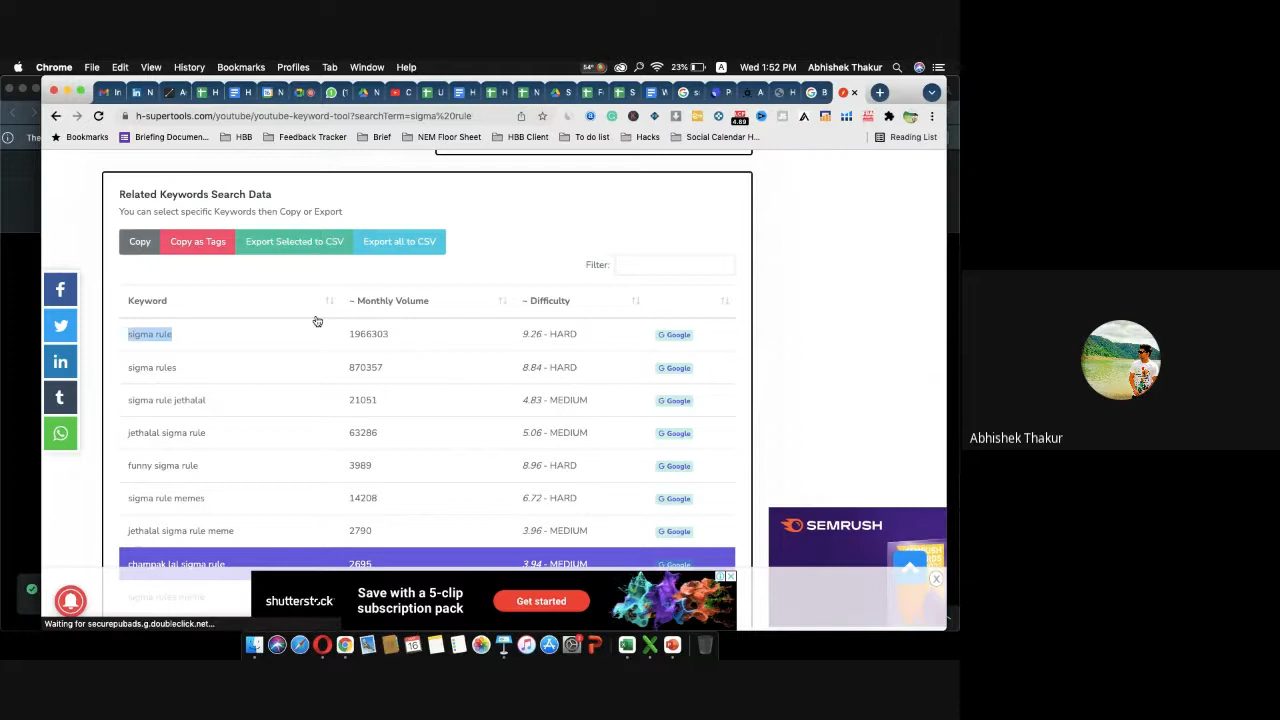 Chrome File Edit View History Bookmarks Profiles Tab Window Help 54° 23% A Wed 1:52 PM Abhishek Thakur
h-supertools.com/youtube/youtube-keyword-tool?searchTerm=sigma%20rule 4.89
Bookmarks Briefing Documen... HBB Feedback Tracker Brief NEM Floor Sheet HBB Client To do list Hacks Social Calendar H... Reading List
Related Keywords Search Data
You can select specific Keywords then Copy or Export
Copy Copy as Tags Export Selected to CSV Export all to CSV
Filter:
Keyword ~ Monthly Volume ~ Difficulty
sigma rule 1966303 9.26 - HARD G Google
sigma rules 870357 8.84 - HARD G Google
sigma rule jethalal 21051 4.83 - MEDIUM G Google
jethalal sigma rule 63286 5.06 - MEDIUM G Google
funny sigma rule 3989 8.96 - HARD G Google
sigma rule memes 14208 6.72 - HARD G Google
jethalal sigma rule meme 2790 3.96 - MEDIUM G Google
champak lal sigma rule 2695 3.94 - MEDIUM G Google
sigma rules meme
SEMRUSH
shutterstock
Save with a 5-clip
subscription pack
Get started
Waiting for securepubads.g.doubleclick.net...
Abhishek Thakur